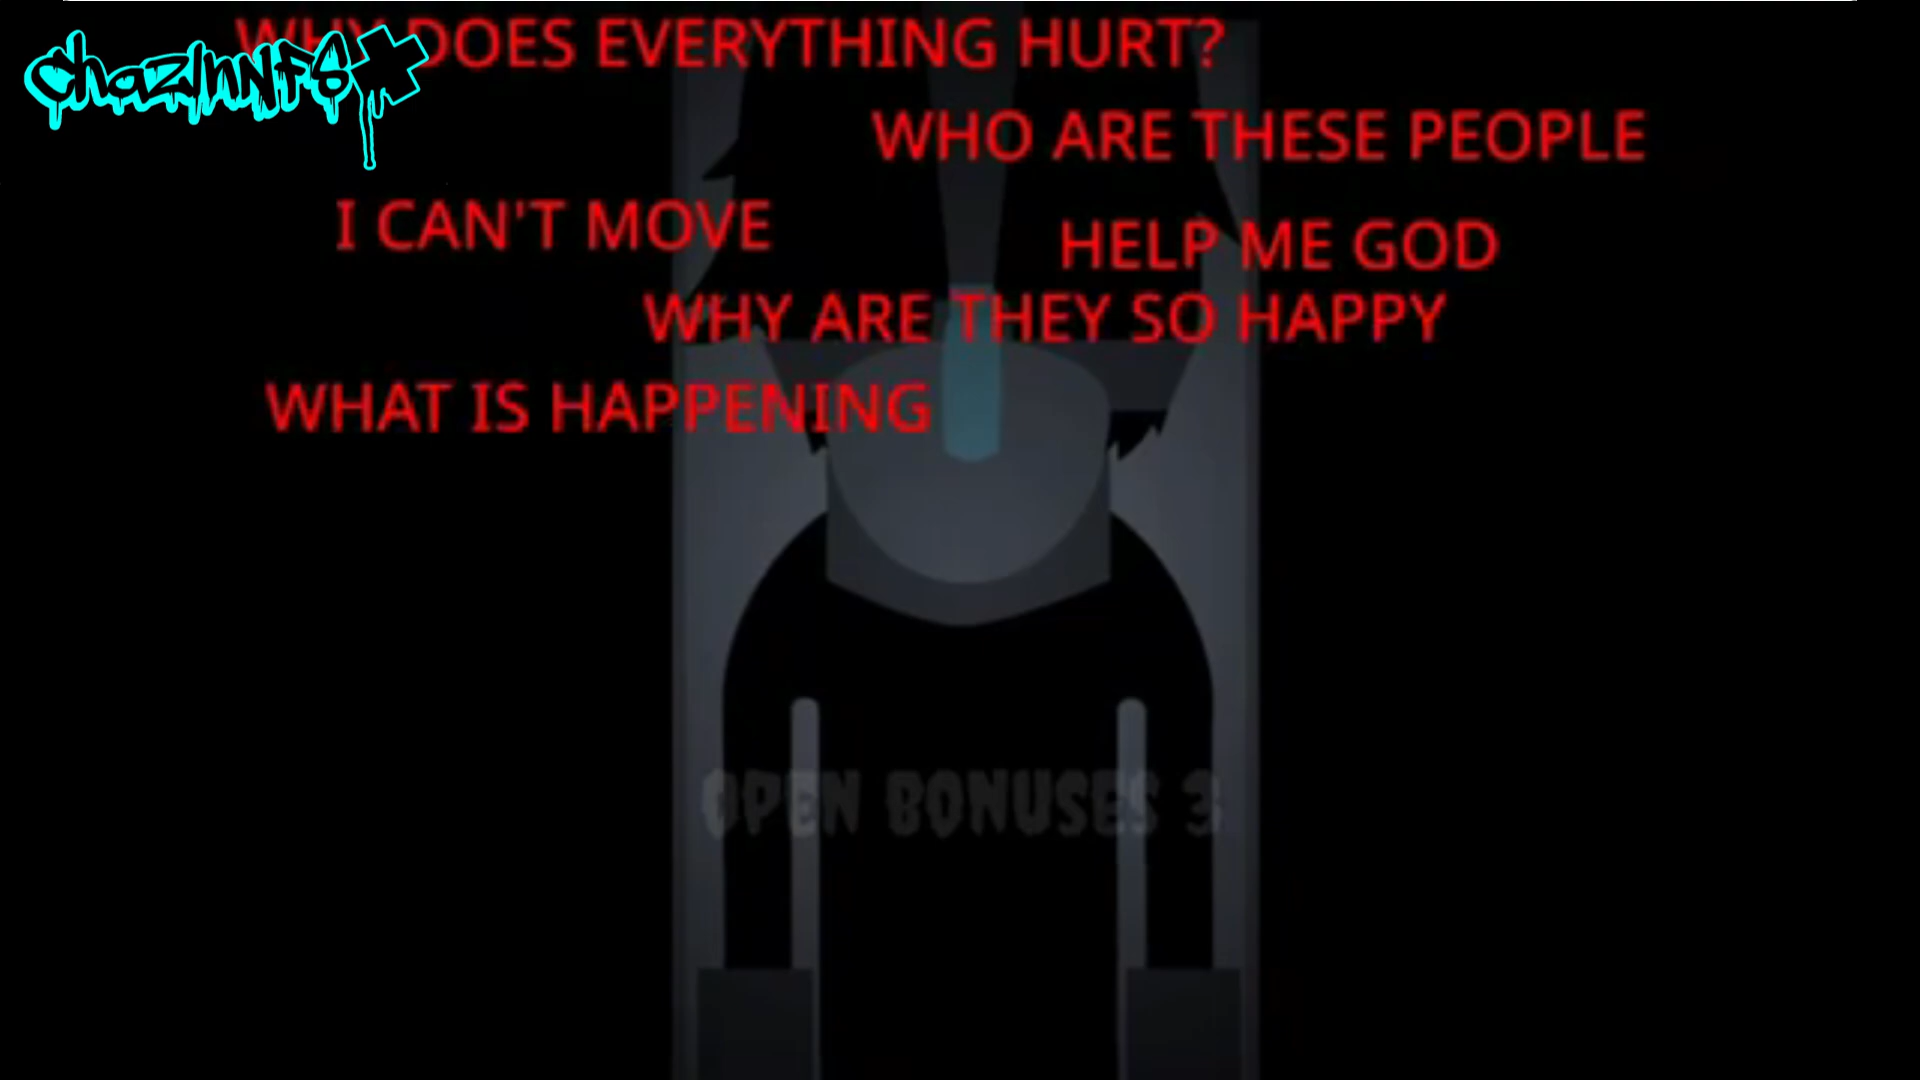 WHY DOES EVERYTHING HURT?
ChazInNFS
WHO ARE THESE PEOPLE
I CAN'T MOVE
HELP ME GOD
WHY ARE THEY SO HAPPY
WHAT IS HAPPENING
OPEN BONUSES 3